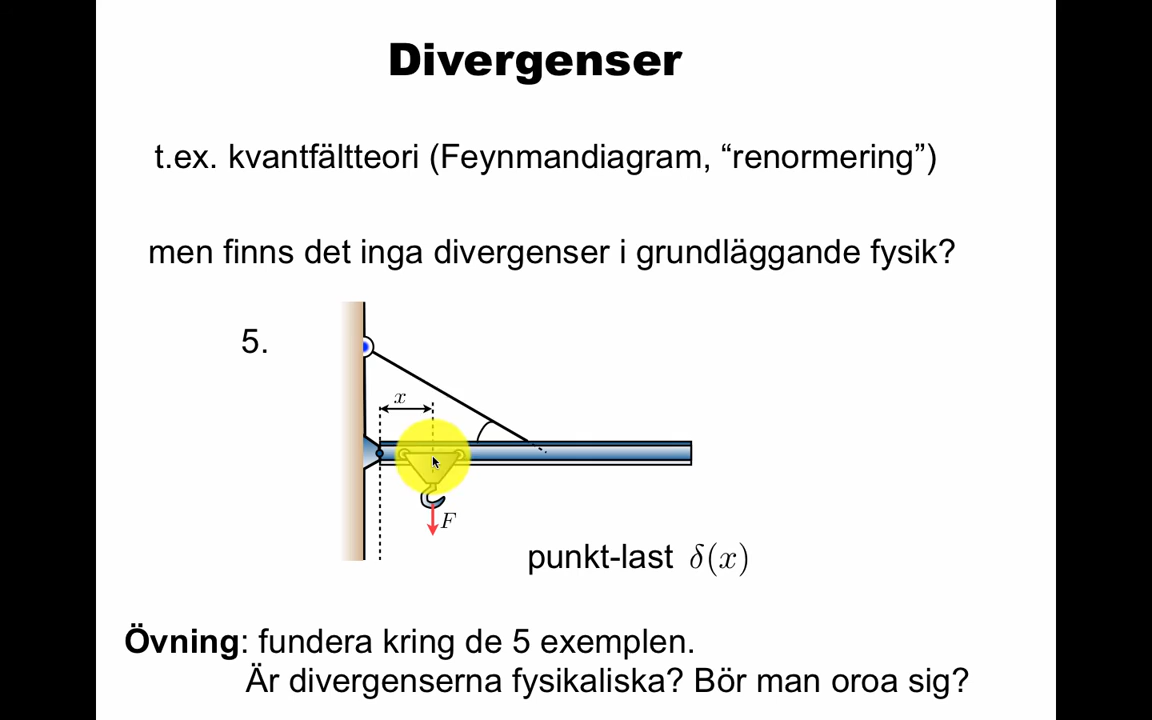 Divergenser
t.ex. kvantfältteori (Feynmandiagram, “renormering”)
men finns det inga divergenser i grundläggande fysik?
5.
x
F
punkt-last δ(x)
Övning: fundera kring de 5 exemplen.
Är divergenserna fysikaliska? Bör man oroa sig?